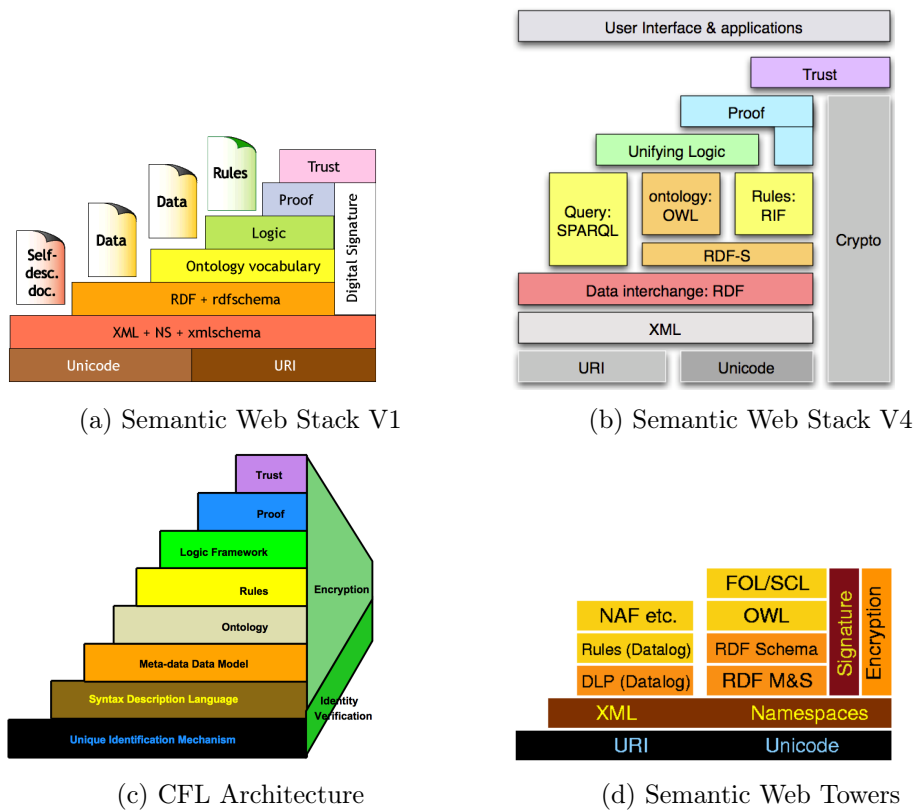 Rules
Trust
Data
Proof
Data
Logic
Self-
desc.
doc.
Ontology vocabulary
Digital Signature
RDF + rdfschema
XML + NS + xmlschema
Unicode
URI
(a) Semantic Web Stack V1
User Interface & applications
Trust
Proof
Unifying Logic
Query:
SPARQL
ontology:
OWL
Rules:
RIF
Crypto
RDF-S
Data interchange: RDF
XML
URI
Unicode
(b) Semantic Web Stack V4
Trust
Proof
Logic Framework
Rules
Encryption
Ontology
Meta-data Data Model
Syntax Description Language
Identity
Verification
Unique Identification Mechanism
(c) CFL Architecture
FOL/SCL
NAF etc.
OWL
Rules (Datalog)
RDF Schema
DLP (Datalog)
RDF M&S
Signature
Encryption
XML
Namespaces
URI
Unicode
(d) Semantic Web Towers